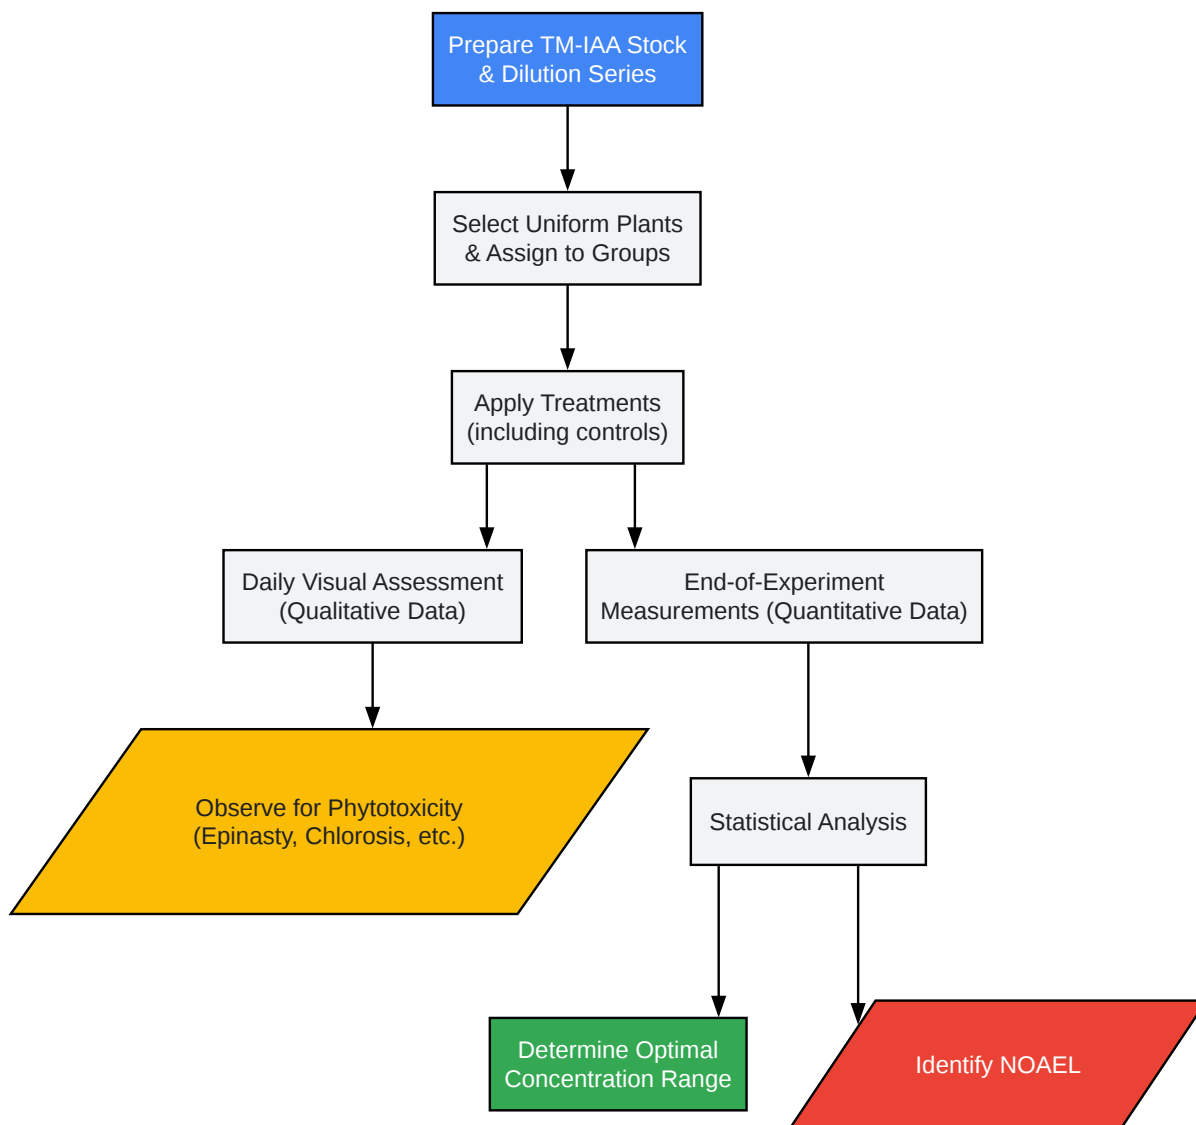 Prepare TM-IAA Stock
& Dilution Series
Select Uniform Plants
& Assign to Groups
Apply Treatments
(including controls)
Daily Visual Assessment
(Qualitative Data)
End-of-Experiment
Measurements (Quantitative Data)
Observe for Phytotoxicity
(Epinasty, Chlorosis, etc.)
Statistical Analysis
Determine Optimal
Concentration Range
Identify NOAEL